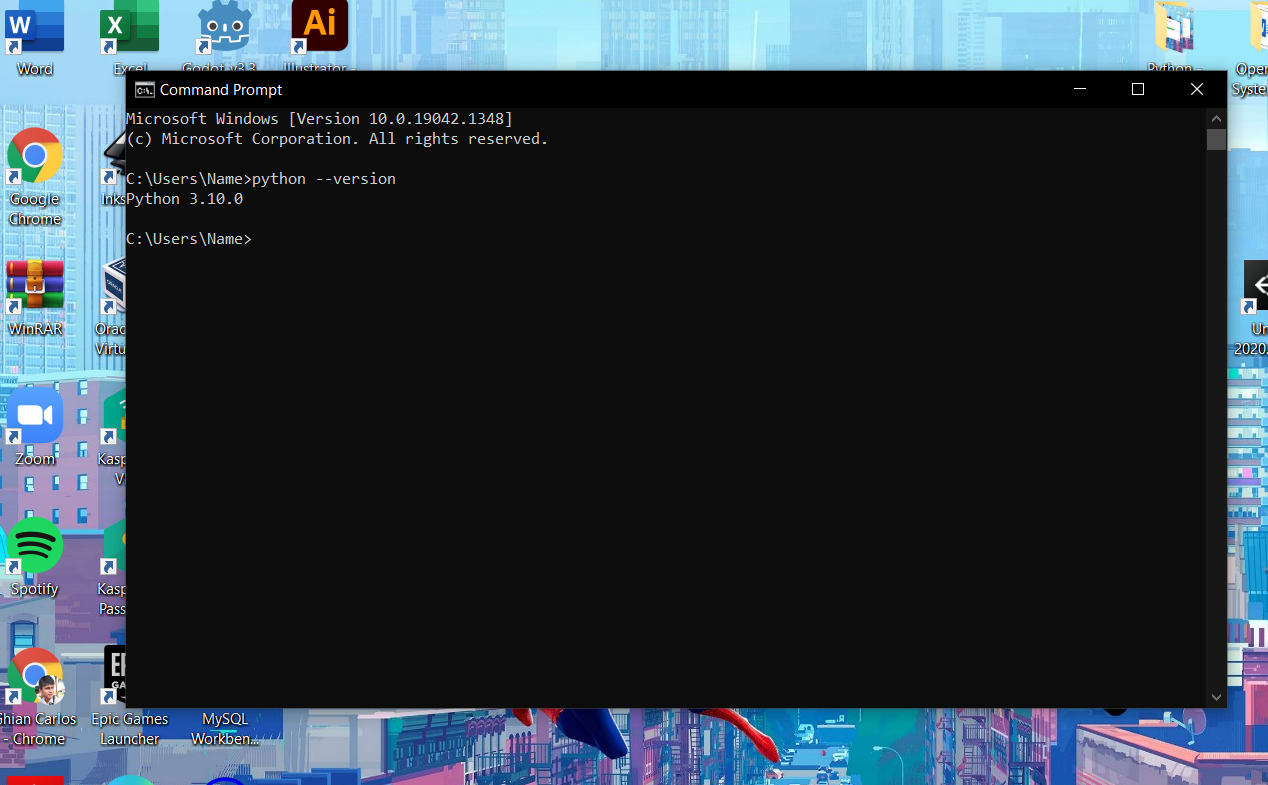 Word
Excel
Godot_v3.3
Illustrator -
Python -
Command Prompt
Microsoft Windows [Version 10.0.19042.1348]
(c) Microsoft Corporation. All rights reserved.
C:\Users\Name>python --version
Python 3.10.0
C:\Users\Name>
Google
Chrome
WinRAR
Zoom
Spotify
Ghian Carlos
- Chrome
Epic Games
Launcher
MySQL
Workben...
W
X
Ai
C:\.
Inks
Orac
Virtu
Kasp
V
Kasp
Pass
Oper
Syste
Un
2020.